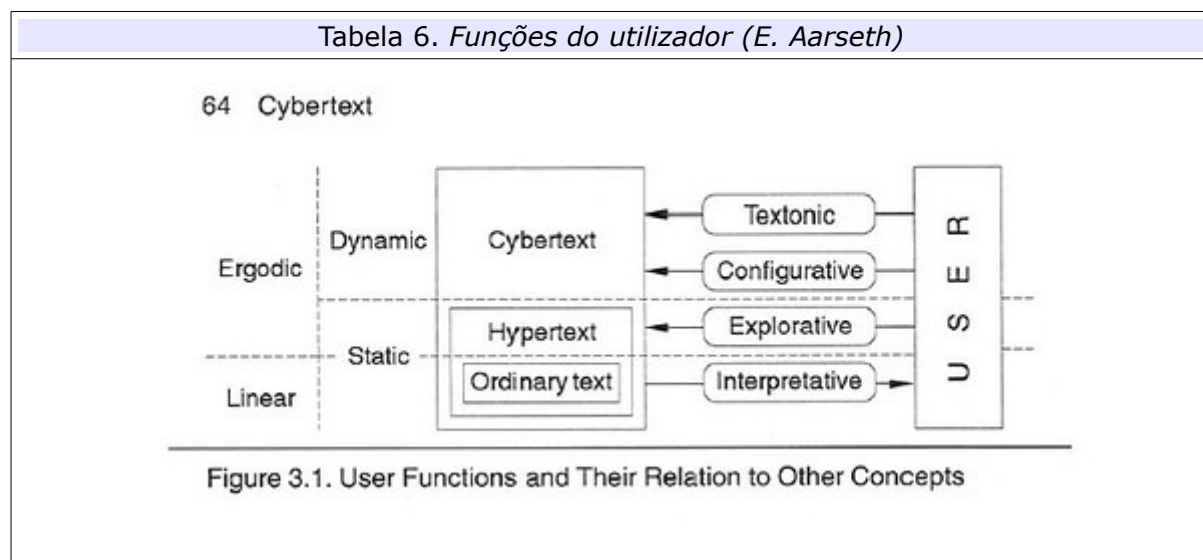 Tabela 6. Funções do utilizador (E. Aarseth)
64 Cybertext
Ergodic
Linear
Dynamic
Static
Cybertext
Hypertext
Ordinary text
Textonic
Configurative
Explorative
Interpretative
USER
Figure 3.1. User Functions and Their Relation to Other Concepts